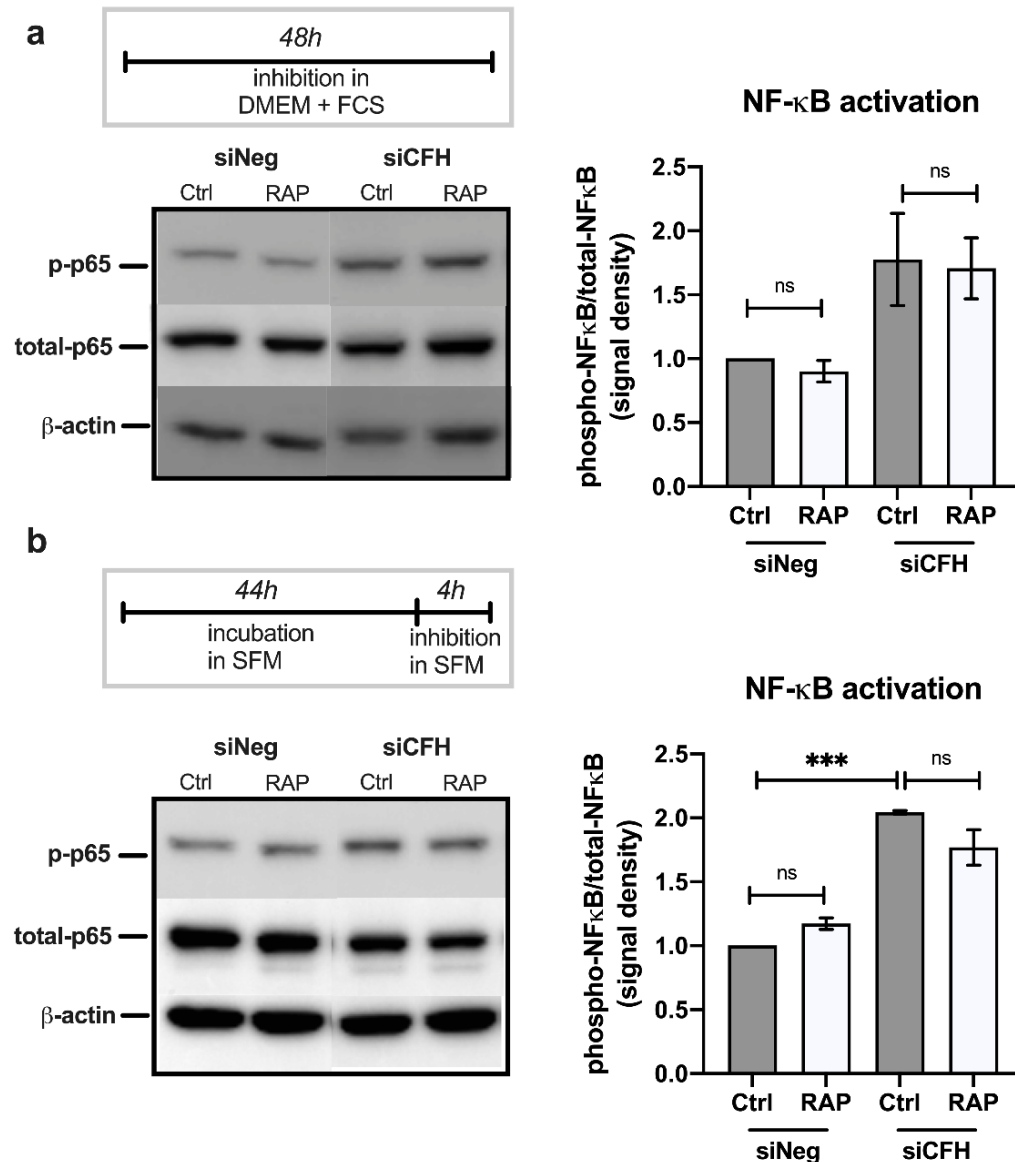 a
48h
inhibition in
DMEM + FCS
siNeg siCFH
Ctrl RAP Ctrl RAP
p-p65
total-p65
β-actin
NF-κB activation
phospho-NFκB/total-NFκB
(signal density)
2.5
2.0
1.5
1.0
0.5
0.0
ns
ns
Ctrl RAP Ctrl RAP
siNeg siCFH
b
44h 4h
incubation inhibition
in SFM in SFM
siNeg siCFH
Ctrl RAP Ctrl RAP
p-p65
total-p65
β-actin
NF-κB activation
phospho-NFκB/total-NFκB
(signal density)
2.5
2.0
1.5
1.0
0.5
0.0
*** ns
ns
Ctrl RAP Ctrl RAP
siNeg siCFH